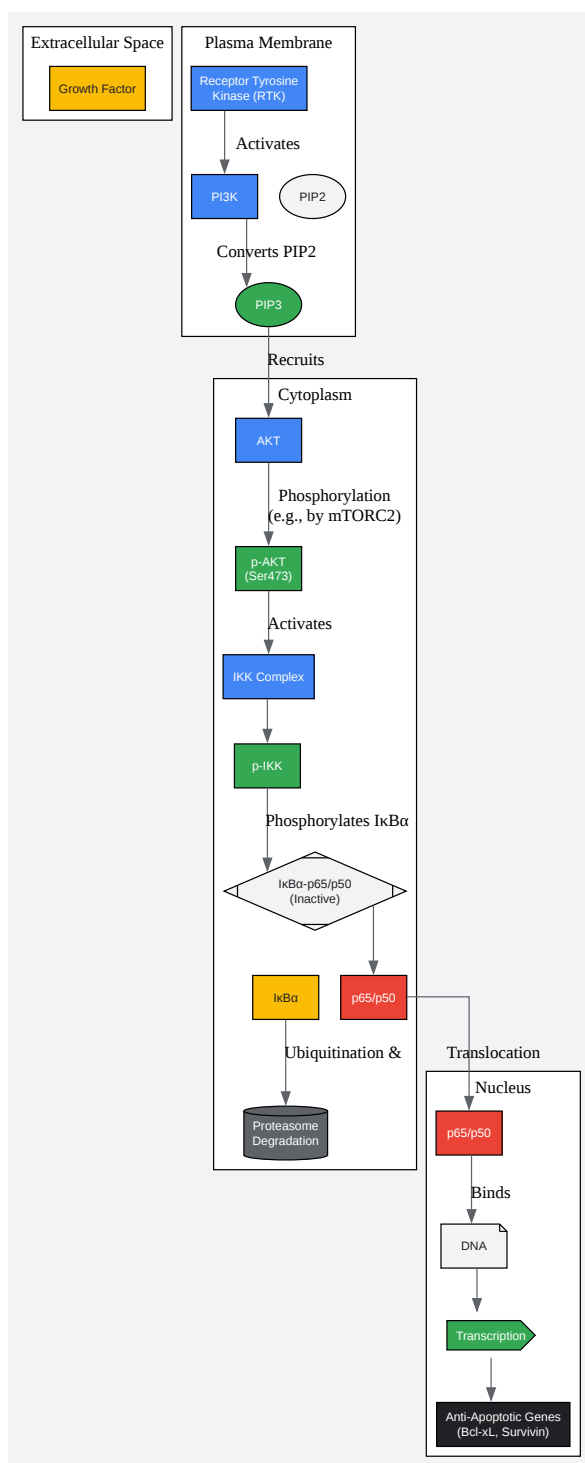 Extracellular Space
Growth Factor
Plasma Membrane
Receptor Tyrosine
Kinase (RTK)
Activates
PI3K
PIP2
Converts PIP2
PIP3
Recruits
Cytoplasm
AKT
Phosphorylation
(e.g., by mTORC2)
p-AKT
(Ser473)
Activates
IKK Complex
p-IKK
Phosphorylates IκBα
IκBα-p65/p50
(Inactive)
IκBα
p65/p50
Ubiquitination &
Proteasome
Degradation
Translocation
Nucleus
p65/p50
Binds
DNA
Transcription
Anti-Apoptotic Genes
(Bcl-xL, Survivin)